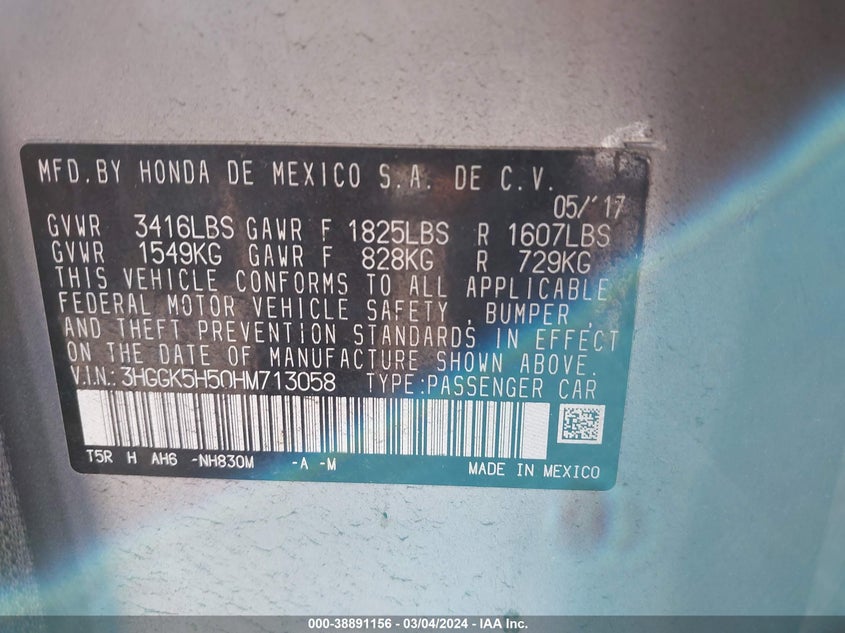 MFD. BY HONDA DE MEXICO S.A. DE C.V.
05/'17
GVWR 3416LBS GAWR F 1825LBS R 1607LBS
GVWR 1549KG GAWR F 828KG R 729KG
THIS VEHICLE CONFORMS TO ALL APPLICABLE
FEDERAL MOTOR VEHICLE SAFETY, BUMPER,
AND THEFT PREVENTION STANDARDS IN EFFECT
ON THE DATE OF MANUFACTURE SHOWN ABOVE.
V.I.N.: 3HGGK5H50HM713058 TYPE: PASSENGER CAR
T5R H AH6 -NH830M -A -M MADE IN MEXICO
000-38891156 | 03/04/2024 - IAA Inc.